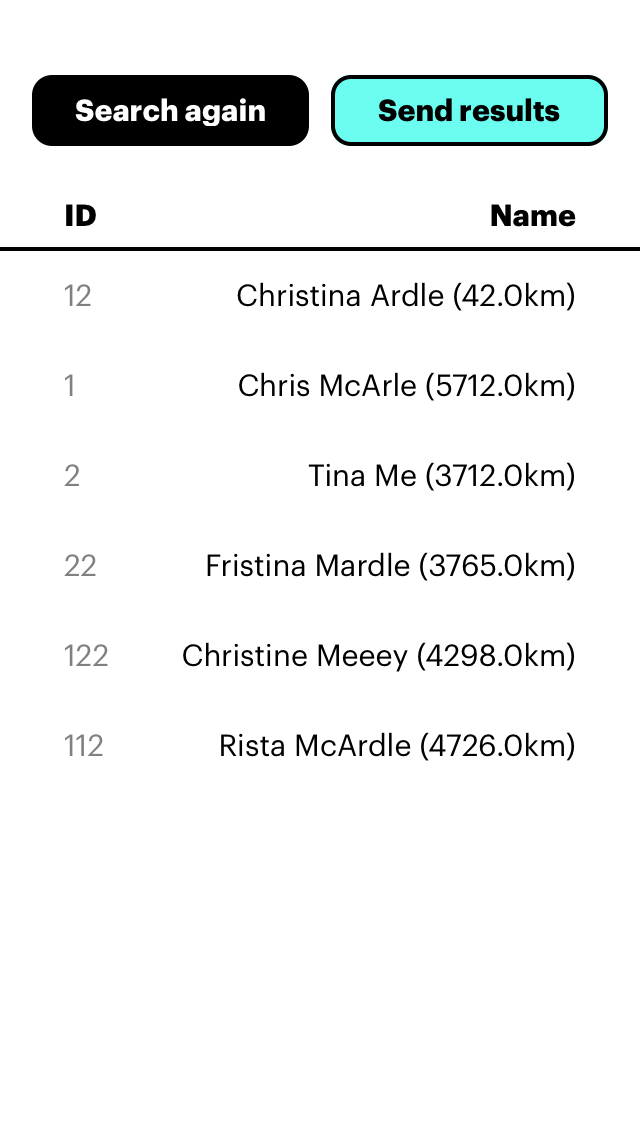 Search again Send results
ID Name
12 Christina Ardle (42.0km)
1 Chris McArle (5712.0km)
2 Tina Me (3712.0km)
22 Fristina Mardle (3765.0km)
122 Christine Meeey (4298.0km)
112 Rista McArdle (4726.0km)